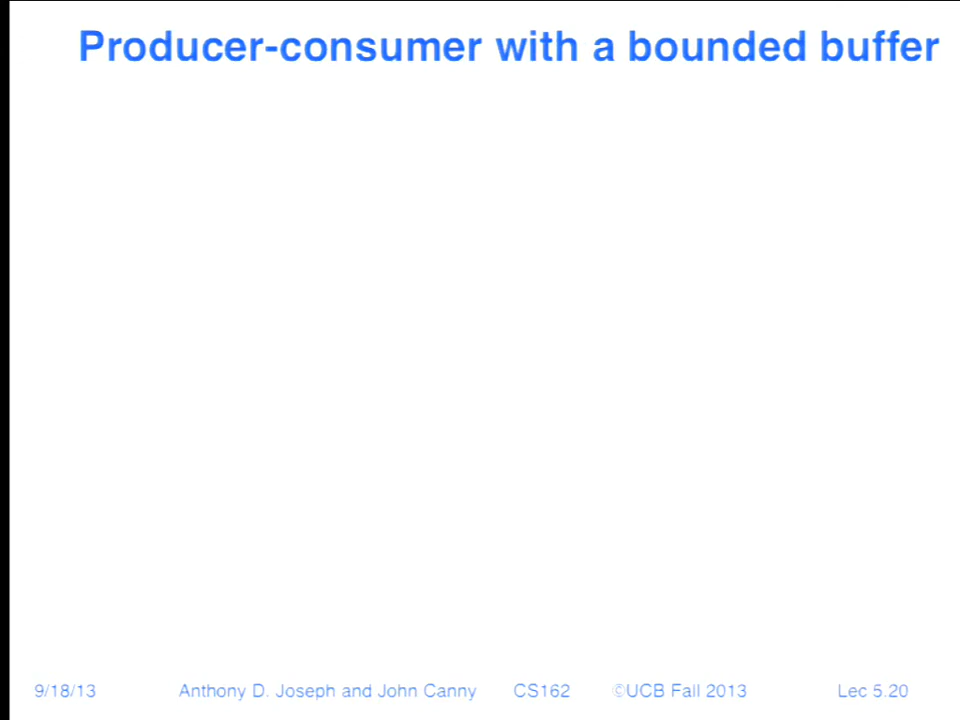 Producer-consumer with a bounded buffer
9/18/13 Anthony D. Joseph and John Canny CS162 ©UCB Fall 2013 Lec 5.20